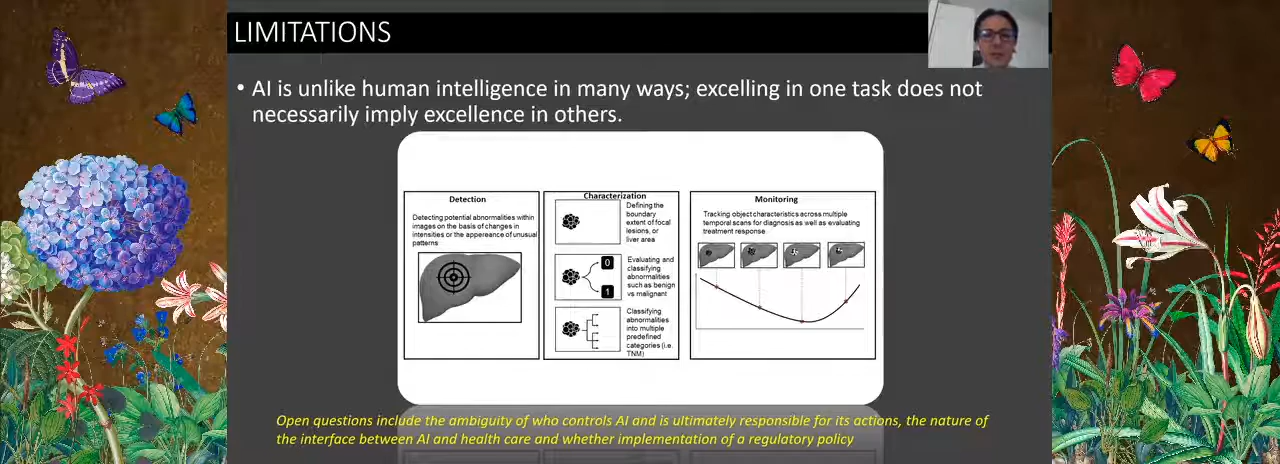 LIMITATIONS
• AI is unlike human intelligence in many ways; excelling in one task does not
necessarily imply excellence in others.
Detection
Detecting potential abnormalities within
images on the basis of changes in
intensities or the appereance of unusual
patterns
Characterization
Defining the
boundary
extent of focal
lesions, or
liver area
Evaluating and
classifying
abnormalities
such as benign
vs malignant
0
1
Classifying
abnormalities
into multiple
predefined
categories (i.e.
TNM)
Monitoring
Tracking object characteristics across multiple
temporal scans for diagnosis as well as evaluating
treatment response
Open questions include the ambiguity of who controls AI and is ultimately responsible for its actions, the nature of
the interface between AI and health care and whether implementation of a regulatory policy